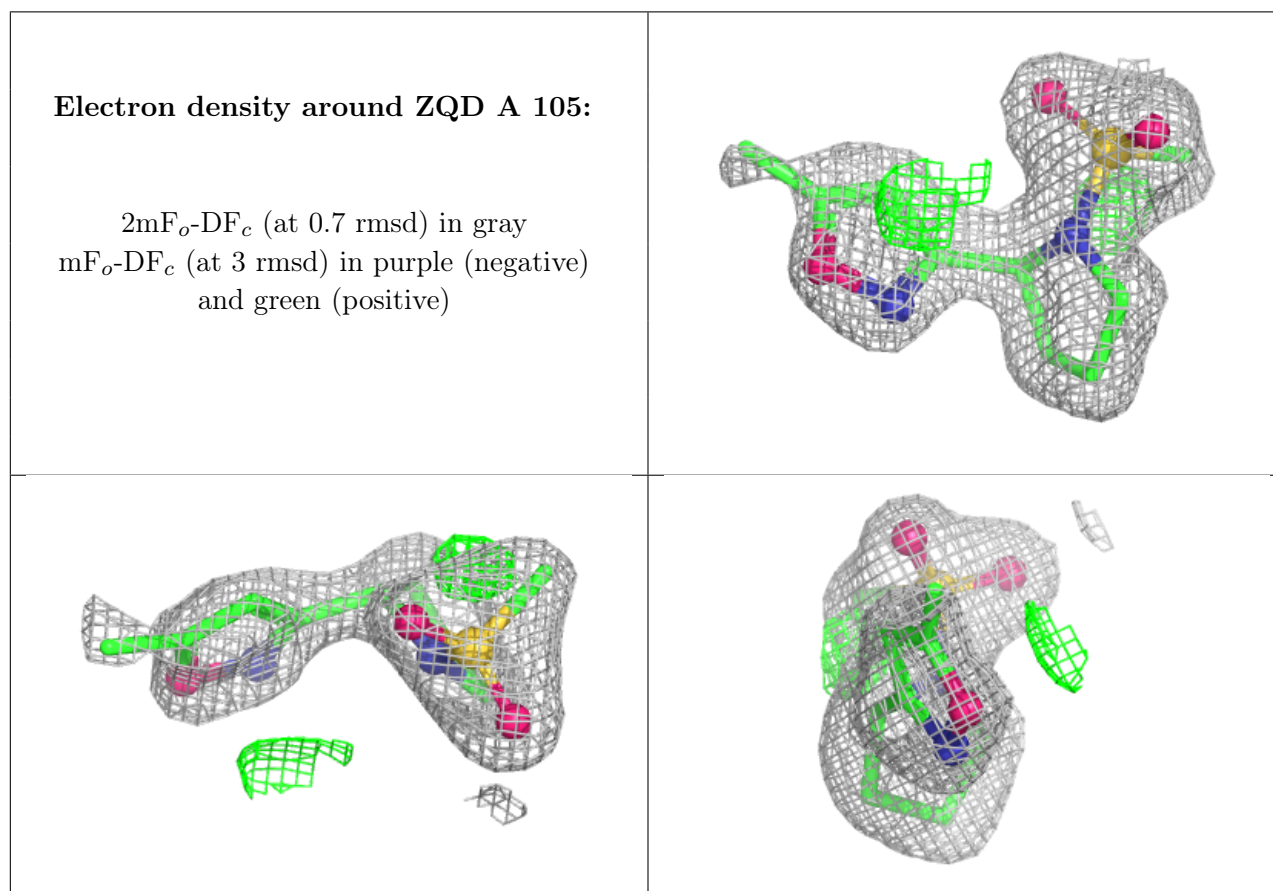 Electron density around ZQD A 105:
2mFo-DFc (at 0.7 rmsd) in gray
mFo-DFc (at 3 rmsd) in purple (negative)
and green (positive)